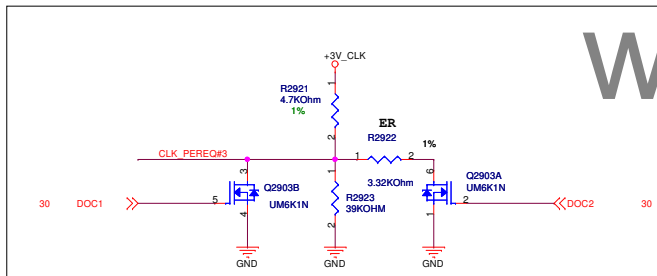 W
+3V_CLK
1
R2921
4.7KOhm
1%
2
ER
R2922
1%
CLK_PEREQ#3
1
2
3
1
3.32KOhm
6
Q2903B
Q2903A
UM6K1N
30
DOC1
5
UM6K1N
R2923
39KOHM
2
DOC2
30
4
2
1
GND
GND
GND